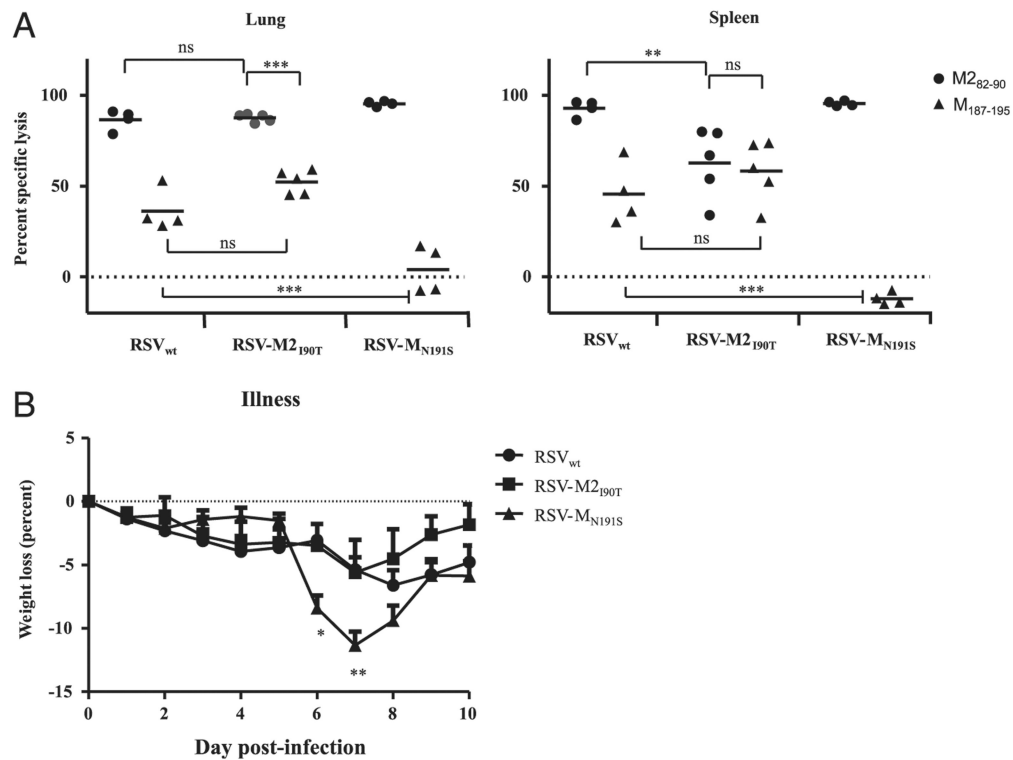 A
Lung
Spleen
ns
***
**
ns
M2₈₂₋₉₀
M₁₈₇₋₁₉₅
Percent specific lysis
100
50
0
100
50
0
ns
***
ns
***
RSVwt
RSV-M2I90T
RSV-MN191S
RSVwt
RSV-M2I90T
RSV-MN191S
B
Illness
Weight loss (percent)
5
0
-5
-10
-15
*
**
RSVwt
RSV-M2I90T
RSV-MN191S
0 2 4 6 8 10
Day post-infection